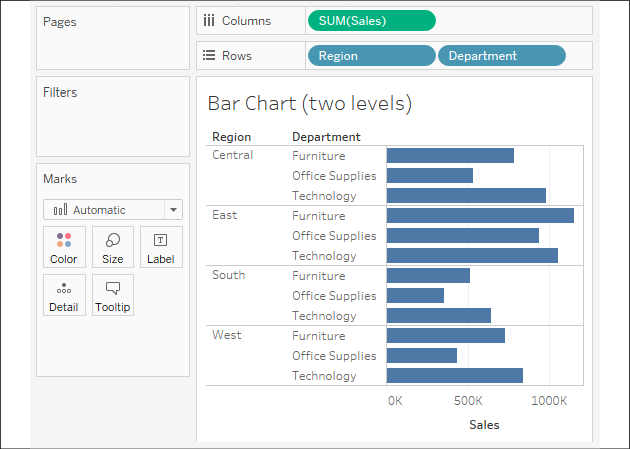 Pages
Columns SUM(Sales)
Rows Region Department
Filters
Marks
Automatic
Color Size Label
Detail Tooltip
Bar Chart (two levels)
Region Department
Central Furniture
Office Supplies
Technology
East Furniture
Office Supplies
Technology
South Furniture
Office Supplies
Technology
West Furniture
Office Supplies
Technology
0K 500K 1000K
Sales